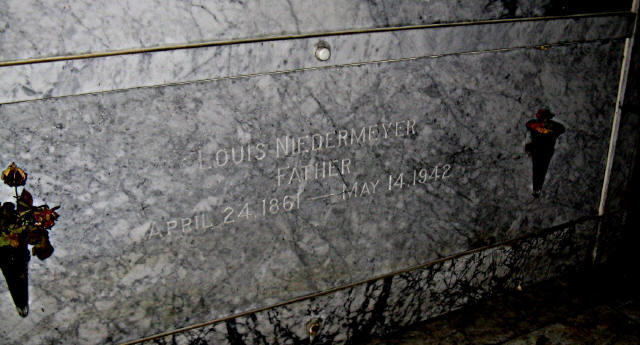 LOUIS NIEDERMEYER
FATHER
APRIL 24, 1861 — MAY 14, 1942